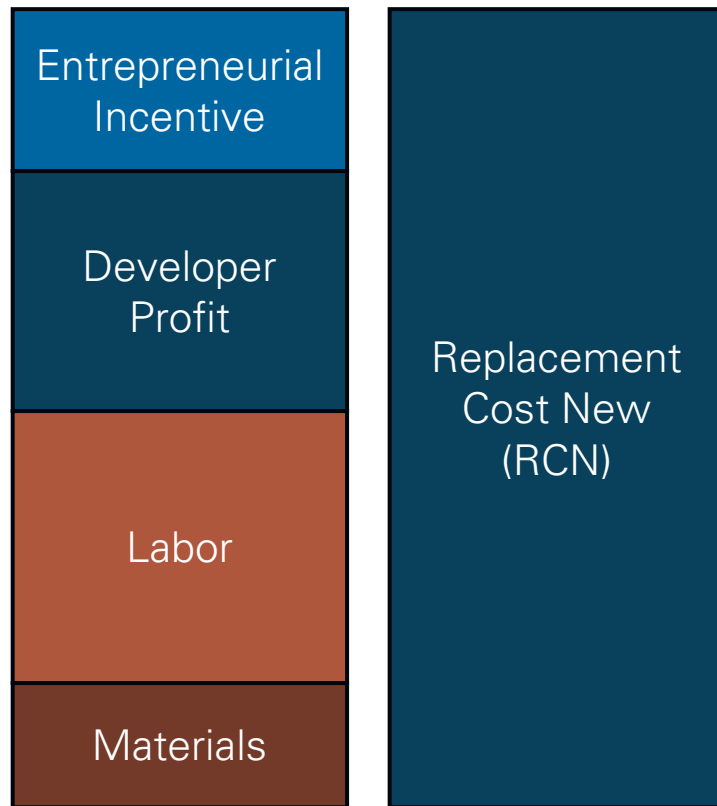 Entrepreneurial
Incentive
Developer
Profit
Labor
Materials
Replacement
Cost New
(RCN)